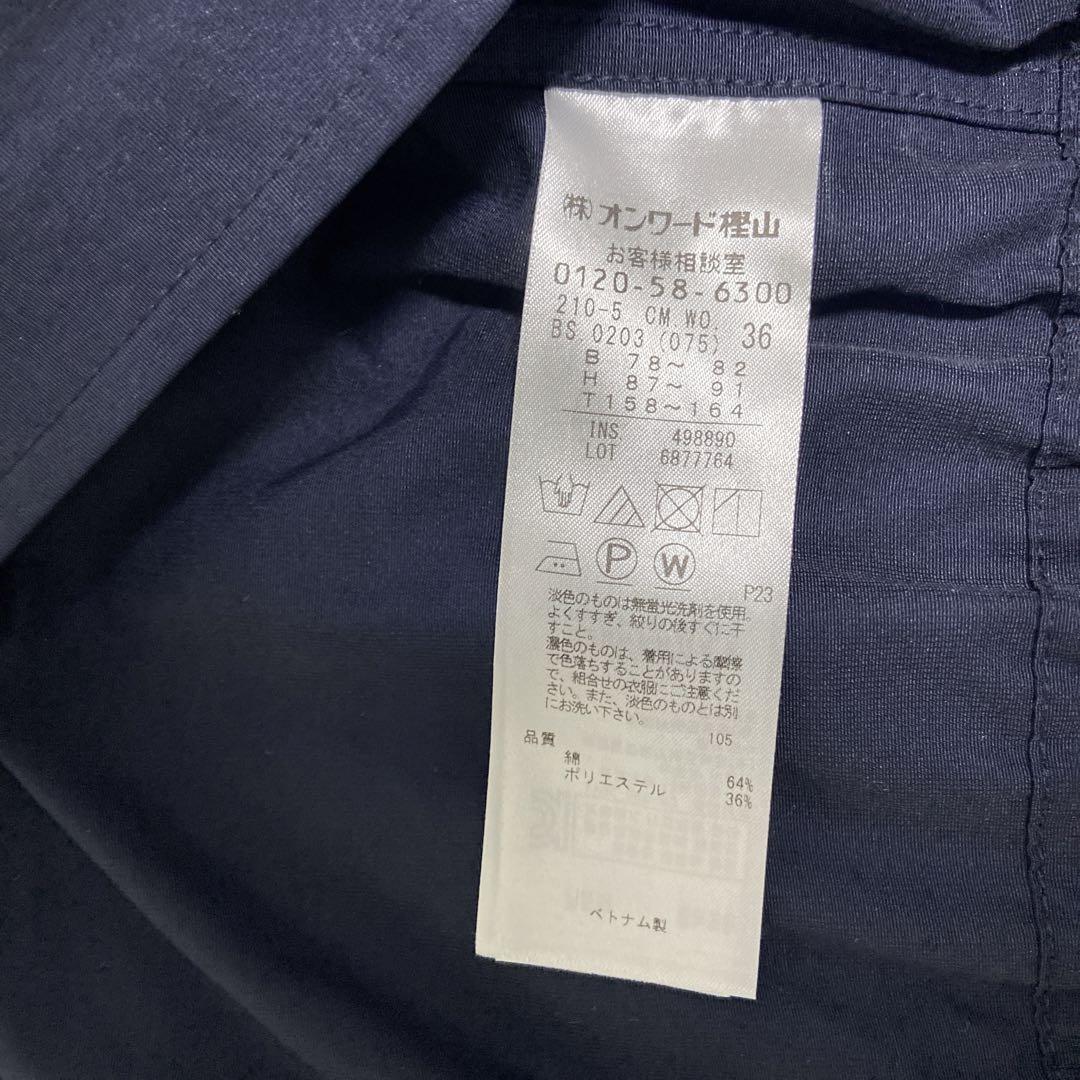 (株)オンワード樫山
お客様相談室
0120-58-6300
210-5 CM WO. 36
BS 0203 (075)
B 78～ 82
H 87～ 91
T158～164
INS. 498890
LOT 6877764
P W
P23
淡色のものは無蛍光洗剤を使用。
よくすすぎ、絞りの後すぐに干
すこと。
濃色のものは、着用による摩擦
で色落ちすることがありますの
で、組合せの衣服にご注意くだ
さい。また、淡色のものとは別
にお洗い下さい。
品質 105
綿 64%
ポリエステル 36%
ベトナム製